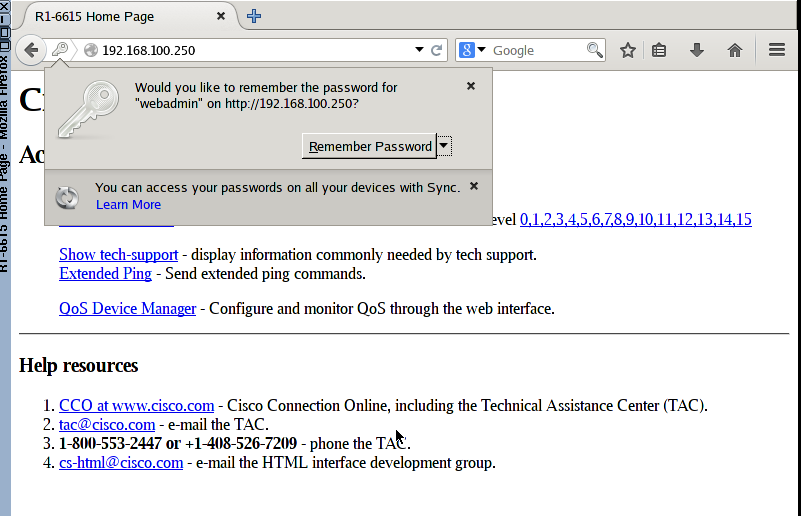 R1-6615 Home Page
192.168.100.250
Google
R1-6615 Home Page - Mozilla Firefox
Would you like to remember the password for
"webadmin" on http://192.168.100.250?
Remember Password
You can access your passwords on all your devices with Sync.
Learn More
0,1,2,3,4,5,6,7,8,9,10,11,12,13,14,15
Show tech-support - display information commonly needed by tech support.
Extended Ping - Send extended ping commands.
QoS Device Manager - Configure and monitor QoS through the web interface.
Help resources
1. CCO at www.cisco.com - Cisco Connection Online, including the Technical Assistance Center (TAC).
2. tac@cisco.com - e-mail the TAC.
3. 1-800-553-2447 or +1-408-526-7209 - phone the TAC.
4. cs-html@cisco.com - e-mail the HTML interface development group.